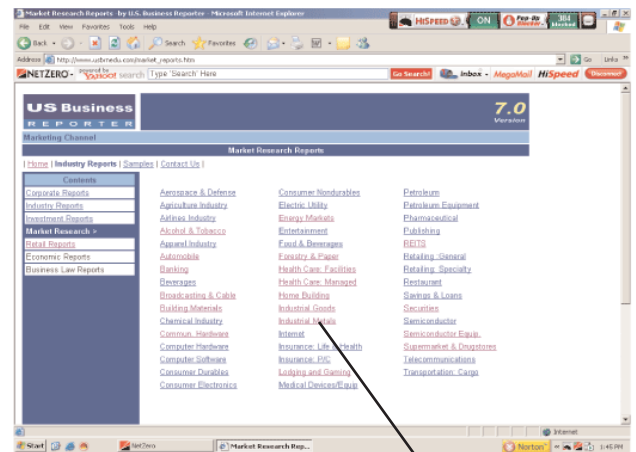 Market Research Reports -by U.S. Business Reporter - Microsoft Internet Explorer
HiSPEED ON Pop-Up Blocker 384 blocked
File Edit View Favorites Tools Help
Back Search Favorites
Address http://www.usbrnedu.com/market_reports.htm Go Links
NETZERO - powered by YAHOO! search Type 'Search' Here Go Search! Inbox - MegaMail HiSpeed Disconnect
US Business
REPORTER
7.0
Version
Marketing Channel
Market Research Reports
| Home | Industry Reports | Samples | Contact Us |
Contents
Corporate Reports
Industry Reports
Investment Reports
Market Research >
Retail Reports
Economic Reports
Business Law Reports
Aerospace & Defense Consumer Nondurables Petroleum
Agriculture Industry Electric Utility Petroleum Equipment
Airlines Industry Energy Markets Pharmaceutical
Alcohol & Tobacco Entertainment Publishing
Apparel Industry Food & Beverages REITS
Automobile Forestry & Paper Retailing: General
Banking Health Care: Facilities Retailing: Specialty
Beverages Health Care: Managed Restaurant
Broadcasting & Cable Home Building Savings & Loans
Building Materials Industrial Goods Securities
Chemical Industry Industrial Metals Semiconductor
Commun. Hardware Internet Semiconductor Equip.
Computer Hardware Insurance: Life & Health Supermarket & Drugstores
Computer Software Insurance: P/C Telecommunications
Consumer Durables Lodging and Gaming Transportation: Cargo
Consumer Electronics Medical Devices/Equip
Internet
Start NetZero Market Research Rep... Norton 1:45 PM